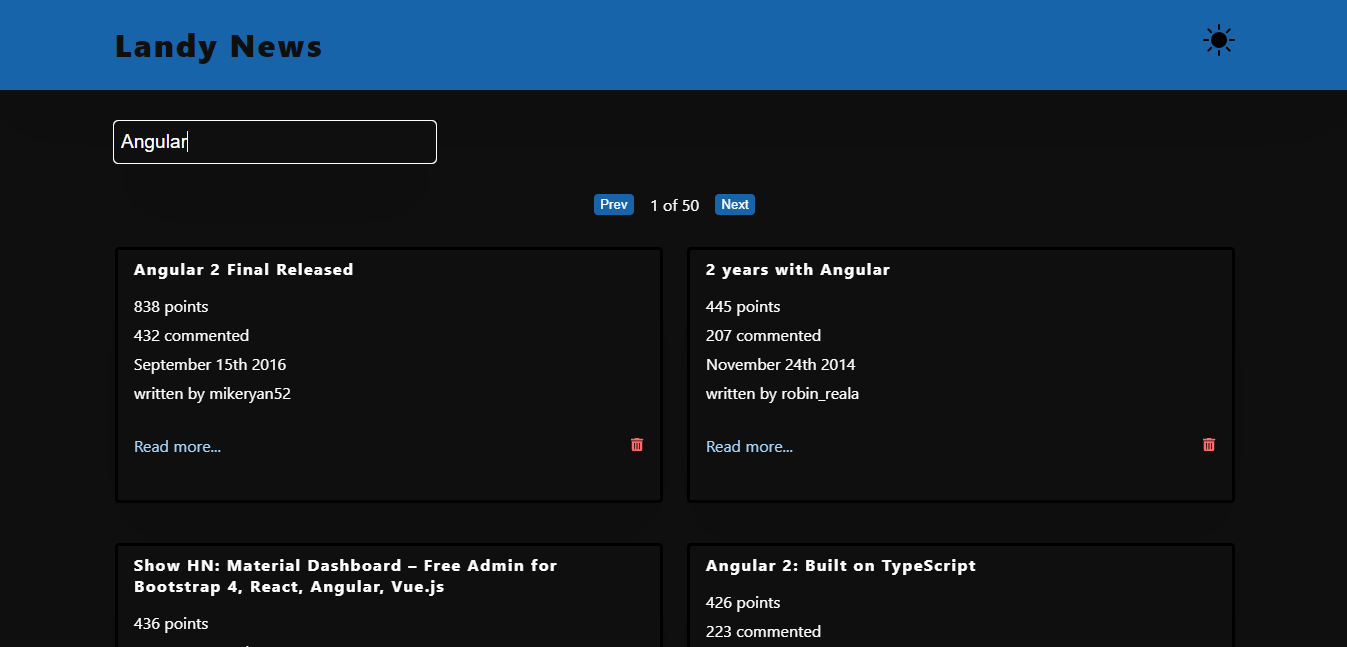 Landy News
Angular
Prev 1 of 50 Next
Angular 2 Final Released
838 points
432 commented
September 15th 2016
written by mikeryan52
Read more...
2 years with Angular
445 points
207 commented
November 24th 2014
written by robin_reala
Read more...
Show HN: Material Dashboard – Free Admin for
Bootstrap 4, React, Angular, Vue.js
436 points
Angular 2: Built on TypeScript
426 points
223 commented